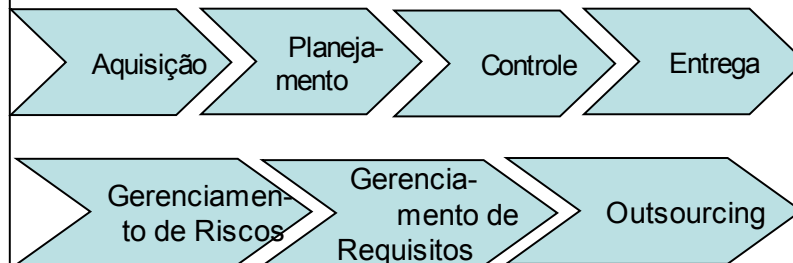 Aquisição
Planeja-
mento
Controle
Entrega
Gerenciamen-
to de Riscos
Gerencia-
mento de
Requisitos
Outsourcing